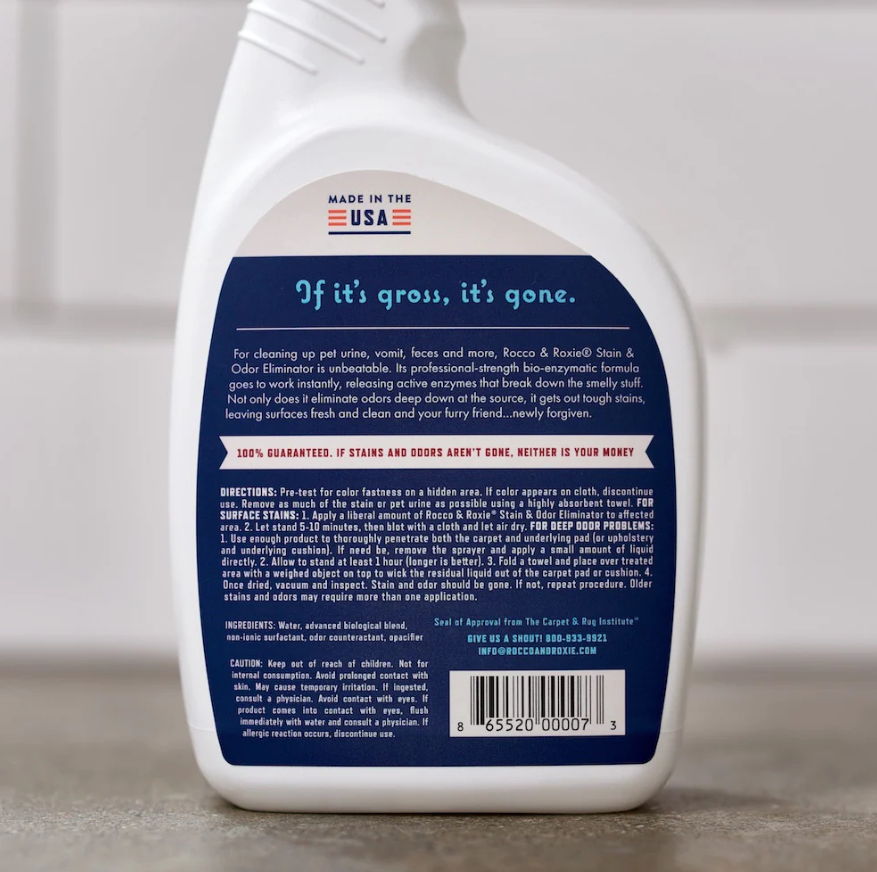 MADE IN THE
USA
If it's gross, it's gone.
For cleaning up pet urine, vomit, feces and more, Rocco & Roxie® Stain &
Odor Eliminator is unbeatable. Its professional-strength bio-enzymatic formula
goes to work instantly, releasing active enzymes that break down the smelly stuff.
Not only does it eliminate odors deep down at the source, it gets out tough stains,
leaving surfaces fresh and clean and your furry friend...newly forgiven.
100% GUARANTEED. IF STAINS AND ODORS AREN'T GONE, NEITHER IS YOUR MONEY
DIRECTIONS: Pre-test for color fastness on a hidden area. If color appears on cloth, discontinue
use. Remove as much of the stain or pet urine as possible using a highly absorbent towel. FOR
SURFACE STAINS: 1. Apply a liberal amount of Rocco & Roxie® Stain & Odor Eliminator to affected
area. 2. Let stand 5-10 minutes, then blot with a cloth and let air dry. FOR DEEP ODOR PROBLEMS:
1. Use enough product to thoroughly penetrate both the carpet and underlying pad (or upholstery
and underlying cushion). If need be, remove the sprayer and apply a small amount of liquid
directly. 2. Allow to stand at least 1 hour (longer is better). 3. Fold a towel and place over treated
area with a weighed object on top to wick the residual liquid out of the carpet pad or cushion. 4.
Once dried, vacuum and inspect. Stain and odor should be gone. If not, repeat procedure. Older
stains and odors may require more than one application.
INGREDIENTS: Water, advanced biological blend,
non-ionic surfactant, odor counteractant, opacifier
CAUTION: Keep out of reach of children. Not for
internal consumption. Avoid prolonged contact with
skin. May cause temporary irritation. If ingested,
consult a physician. Avoid contact with eyes. If
product comes into contact with eyes, flush
immediately with water and consult a physician. If
allergic reaction occurs, discontinue use.
Seal of Approval from The Carpet & Rug Institute™
GIVE US A SHOUT! 800-933-9921
INFO@ROCCOANDROXIE.COM
8 65520 00007 3